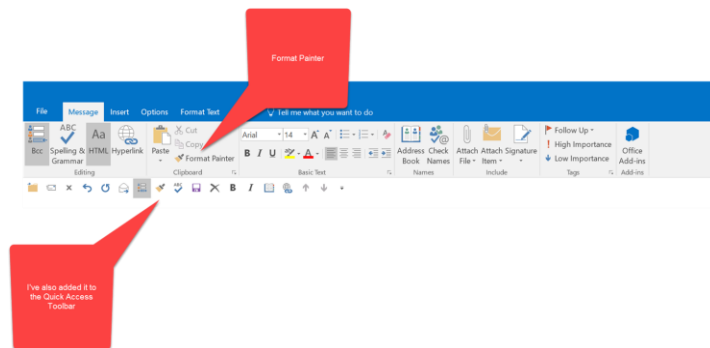 Format Painter
File Message Insert Options Format Text Tell me what you want to do
ABC
Aa
Cut
Copy
Format Painter
Arial 14 A A
B I U A
Bcc Spelling & Grammar HTML Hyperlink Paste
Address Book Check Names
Attach File Attach Item Signature
Follow Up
! High Importance
Low Importance
Office Add-ins
Editing Clipboard Basic Text Names Include Tags Add-ins
ABC B I
I've also added it to
the Quick Access
Toolbar